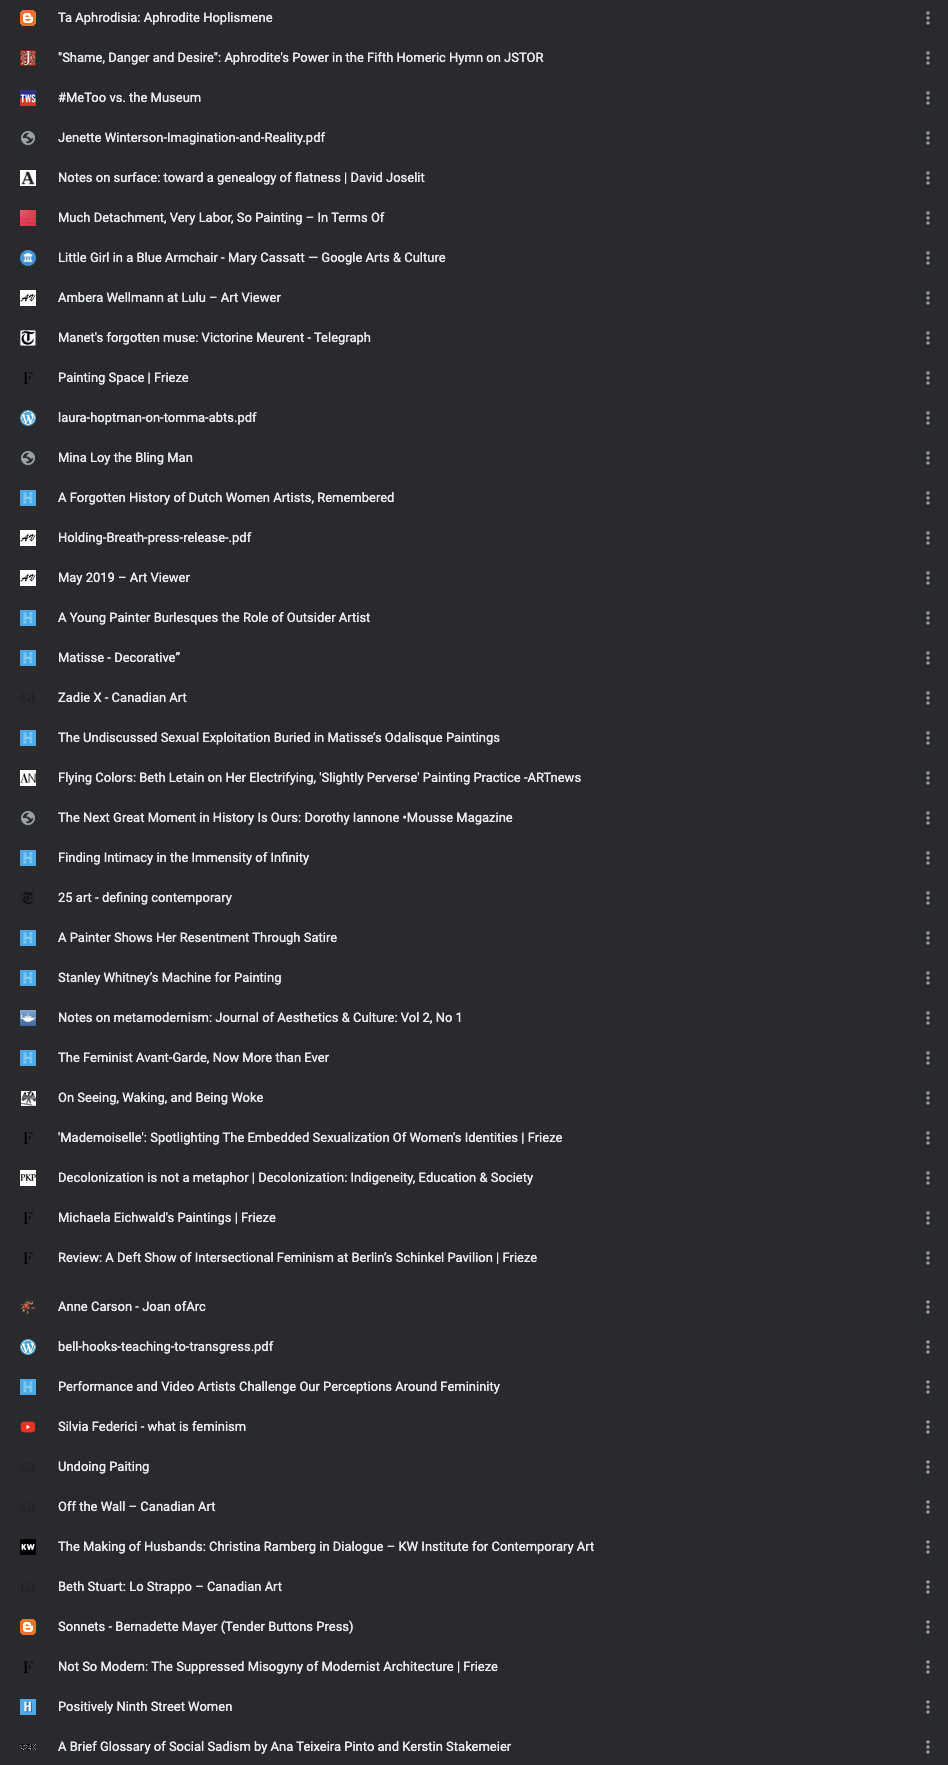 Ta Aphrodisia: Aphrodite Hoplismene
"Shame, Danger and Desire": Aphrodite's Power in the Fifth Homeric Hymn on JSTOR
TWS #MeToo vs. the Museum
Jenette Winterson-Imagination-and-Reality.pdf
A Notes on surface: toward a genealogy of flatness | David Joselit
Much Detachment, Very Labor, So Painting – In Terms Of
Little Girl in a Blue Armchair - Mary Cassatt — Google Arts & Culture
AV Ambera Wellmann at Lulu – Art Viewer
T Manet's forgotten muse: Victorine Meurent - Telegraph
F Painting Space | Frieze
laura-hoptman-on-tomma-abts.pdf
Mina Loy the Bling Man
H A Forgotten History of Dutch Women Artists, Remembered
AV Holding-Breath-press-release-.pdf
AV May 2019 – Art Viewer
H A Young Painter Burlesques the Role of Outsider Artist
H Matisse - Decorative”
ca Zadie X - Canadian Art
H The Undiscussed Sexual Exploitation Buried in Matisse’s Odalisque Paintings
AN Flying Colors: Beth Letain on Her Electrifying, 'Slightly Perverse' Painting Practice -ARTnews
The Next Great Moment in History Is Ours: Dorothy Iannone •Mousse Magazine
H Finding Intimacy in the Immensity of Infinity
T 25 art - defining contemporary
H A Painter Shows Her Resentment Through Satire
H Stanley Whitney’s Machine for Painting
Notes on metamodernism: Journal of Aesthetics & Culture: Vol 2, No 1
H The Feminist Avant-Garde, Now More than Ever
On Seeing, Waking, and Being Woke
F 'Mademoiselle': Spotlighting The Embedded Sexualization Of Women's Identities | Frieze
PKP Decolonization is not a metaphor | Decolonization: Indigeneity, Education & Society
F Michaela Eichwald's Paintings | Frieze
F Review: A Deft Show of Intersectional Feminism at Berlin’s Schinkel Pavilion | Frieze
Anne Carson - Joan ofArc
bell-hooks-teaching-to-transgress.pdf
H Performance and Video Artists Challenge Our Perceptions Around Femininity
Silvia Federici - what is feminism
ca Undoing Paiting
ca Off the Wall – Canadian Art
KW The Making of Husbands: Christina Ramberg in Dialogue – KW Institute for Contemporary Art
ca Beth Stuart: Lo Strappo – Canadian Art
Sonnets - Bernadette Mayer (Tender Buttons Press)
F Not So Modern: The Suppressed Misogyny of Modernist Architecture | Frieze
H Positively Ninth Street Women
A Brief Glossary of Social Sadism by Ana Teixeira Pinto and Kerstin Stakemeier